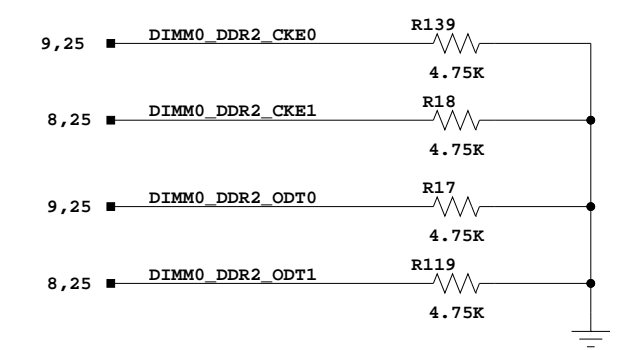 R139
9,25 DIMM0_DDR2_CKE0
4.75K
R18
8,25 DIMM0_DDR2_CKE1
4.75K
R17
9,25 DIMM0_DDR2_ODT0
4.75K
R119
8,25 DIMM0_DDR2_ODT1
4.75K